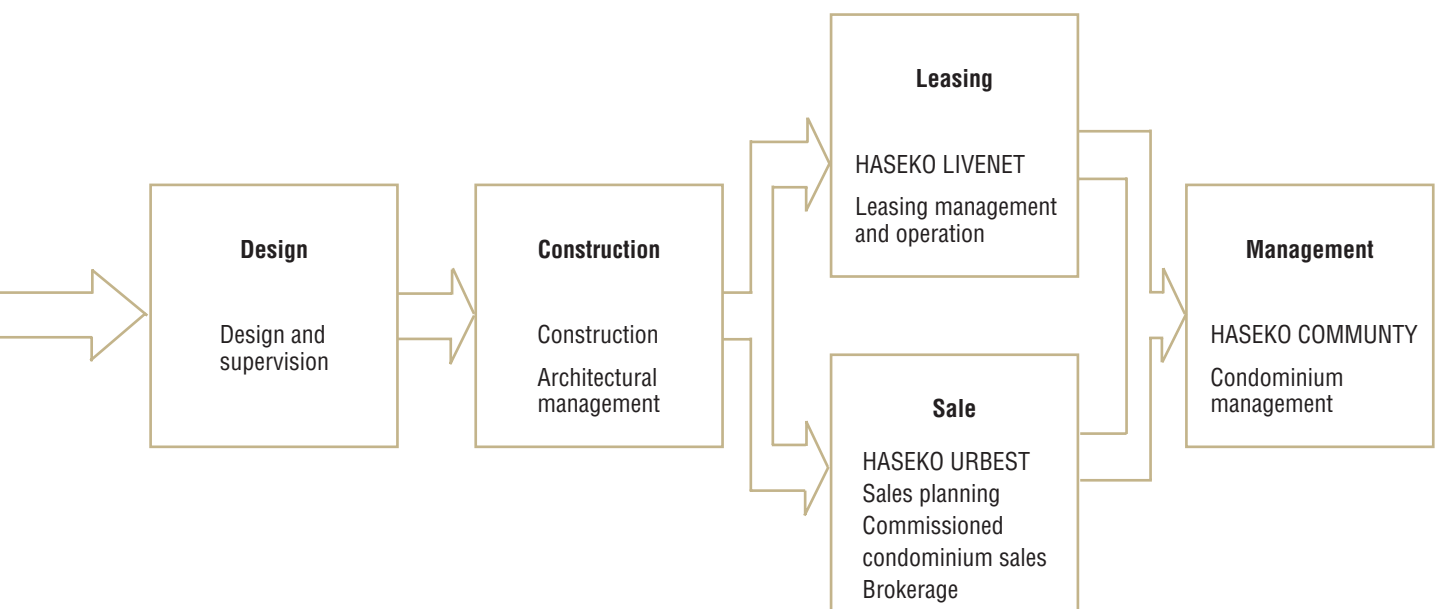 Design
Design and
supervision
Construction
Construction
Architectural
management
Leasing
HASEKO LIVENET
Leasing management
and operation
Sale
HASEKO URBEST
Sales planning
Commissioned
condominium sales
Brokerage
Management
HASEKO COMMUNTY
Condominium
management